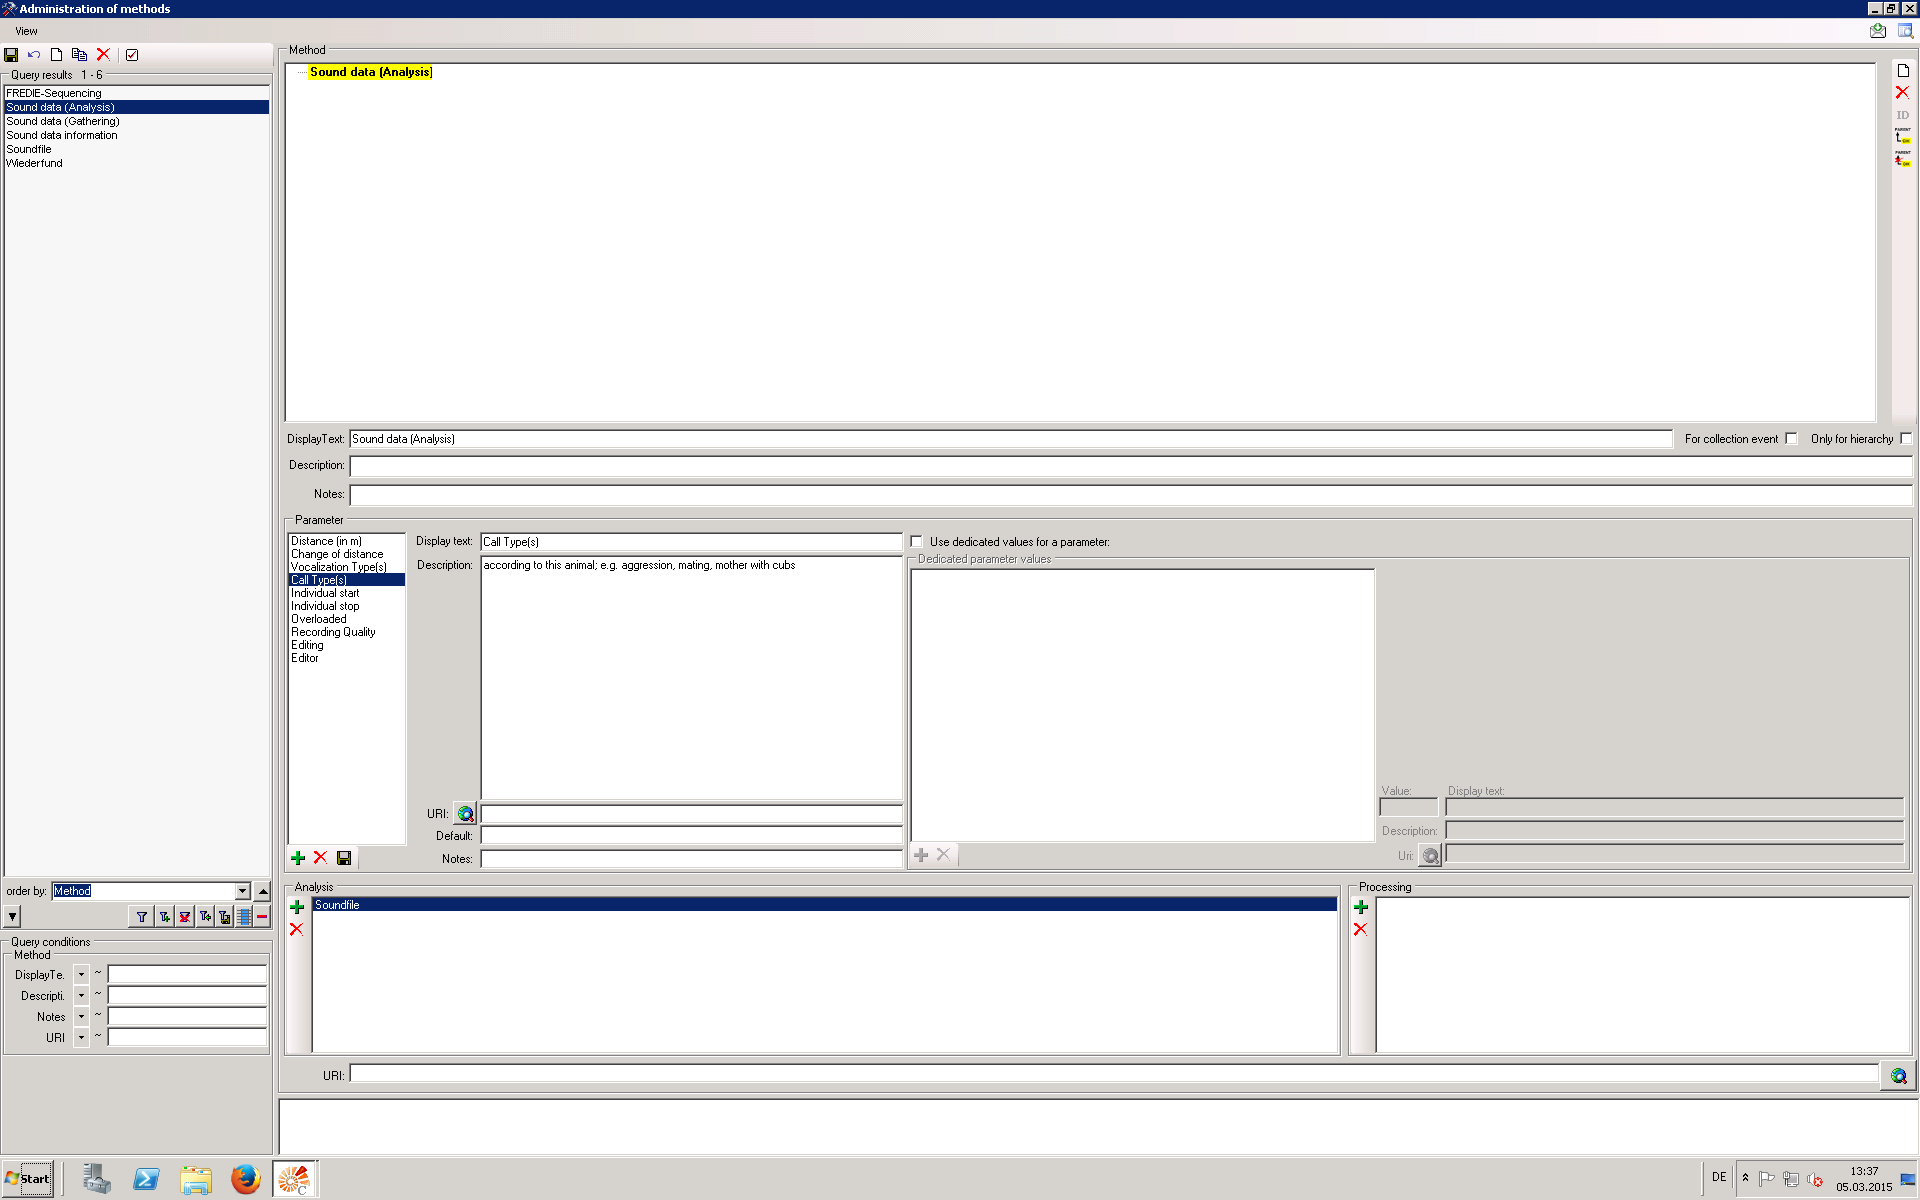 Administration of methods
View
Query results 1 - 6
FREDIE-Sequencing
Sound data (Analysis)
Sound data (Gathering)
Sound data information
Soundfile
Wiederfund
order by: Method
Query conditions
Method
DisplayTe. ~
Descripti. ~
Notes ~
URI ~
Method
Sound data (Analysis)
ID
PARENT
PARENT
DisplayText: Sound data (Analysis) For collection event Only for hierarchy
Description:
Notes:
Parameter
Distance (in m)
Change of distance
Vocalization Type(s)
Call Type(s)
Individual start
Individual stop
Overloaded
Recording Quality
Editing
Editor
Display text: Call Type(s)
Description: according to this animal; e.g. aggression, mating, mother with cubs
URI:
Default:
Notes:
Use dedicated values for a parameter:
Dedicated parameter values
Value: Display text:
Description:
Uri:
Analysis
Soundfile
Processing
URI:
Start
C
DE
13:37
05.03.2015